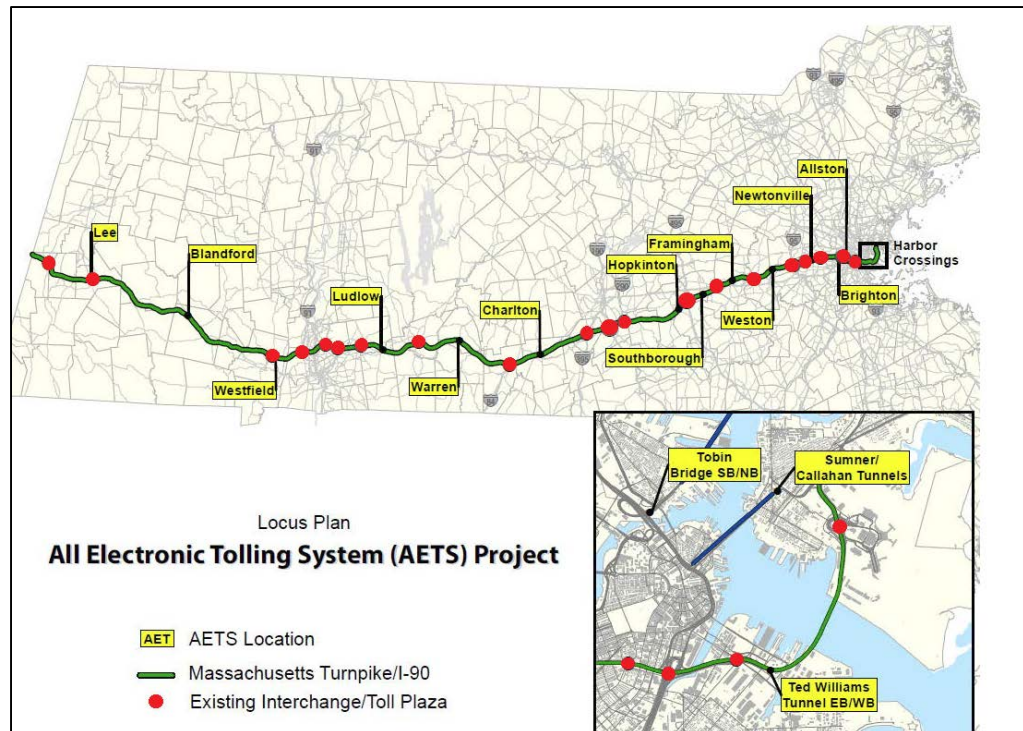 Lee
Blandford
Ludlow
Charlton
Hopkinton
Framingham
Newtonville
Allston
Harbor
Crossings
Westfield
Warren
Southborough
Weston
Brighton
Tobin
Bridge SB/NB
Sumner/
Callahan Tunnels
Ted Williams
Tunnel EB/WB
Locus Plan
All Electronic Tolling System (AETS) Project
AET AETS Location
Massachusetts Turnpike/I-90
Existing Interchange/Toll Plaza